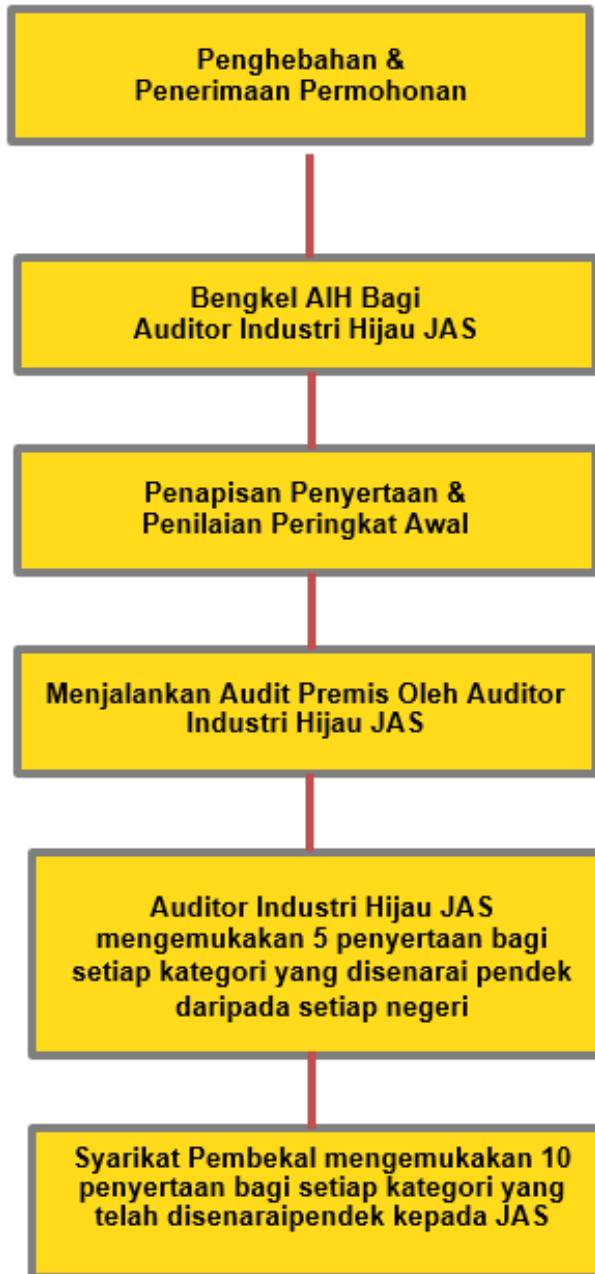 Penghebahan &
Penerimaan Permohonan
Bengkel AIH Bagi
Auditor Industri Hijau JAS
Penapisan Penyertaan &
Penilaian Peringkat Awal
Menjalankan Audit Premis Oleh Auditor
Industri Hijau JAS
Auditor Industri Hijau JAS
mengemukakan 5 penyertaan bagi
setiap kategori yang disenarai pendek
daripada setiap negeri
Syarikat Pembekal mengemukakan 10
penyertaan bagi setiap kategori yang
telah disenaraipendek kepada JAS